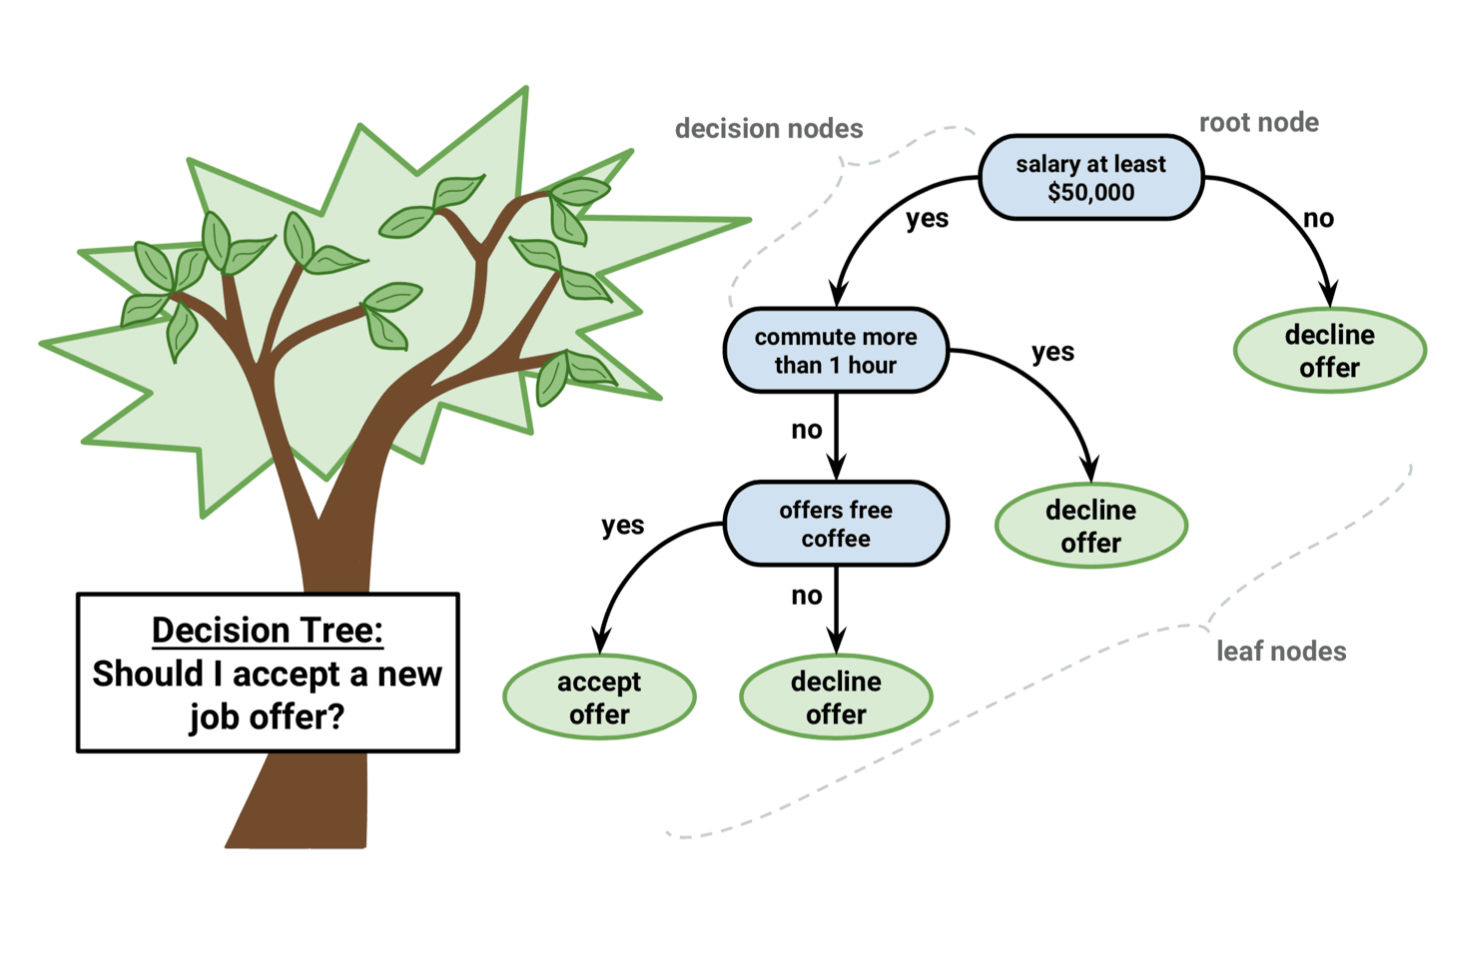 decision nodes
root node
salary at least
$50,000
yes
no
decline
offer
commute more
than 1 hour
yes
no
decline
offer
offers free
coffee
yes
no
accept
offer
decline
offer
leaf nodes
Decision Tree:
Should I accept a new
job offer?